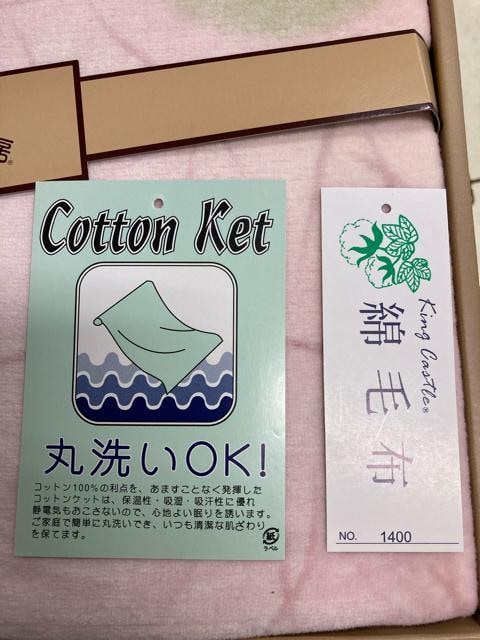 Cotton Ket
丸洗いOK!
コットン100%の利点を、あますことなく発揮した
コットンケットは、保温性・吸湿・吸汗性に優れ
静電気もおこさないので、心地よい眠りを誘います。
ご家庭で簡単に丸洗いでき、いつも清潔な肌ざわり
を保てます。
紙
ラベル
King Castle®
綿毛布
NO. 1400